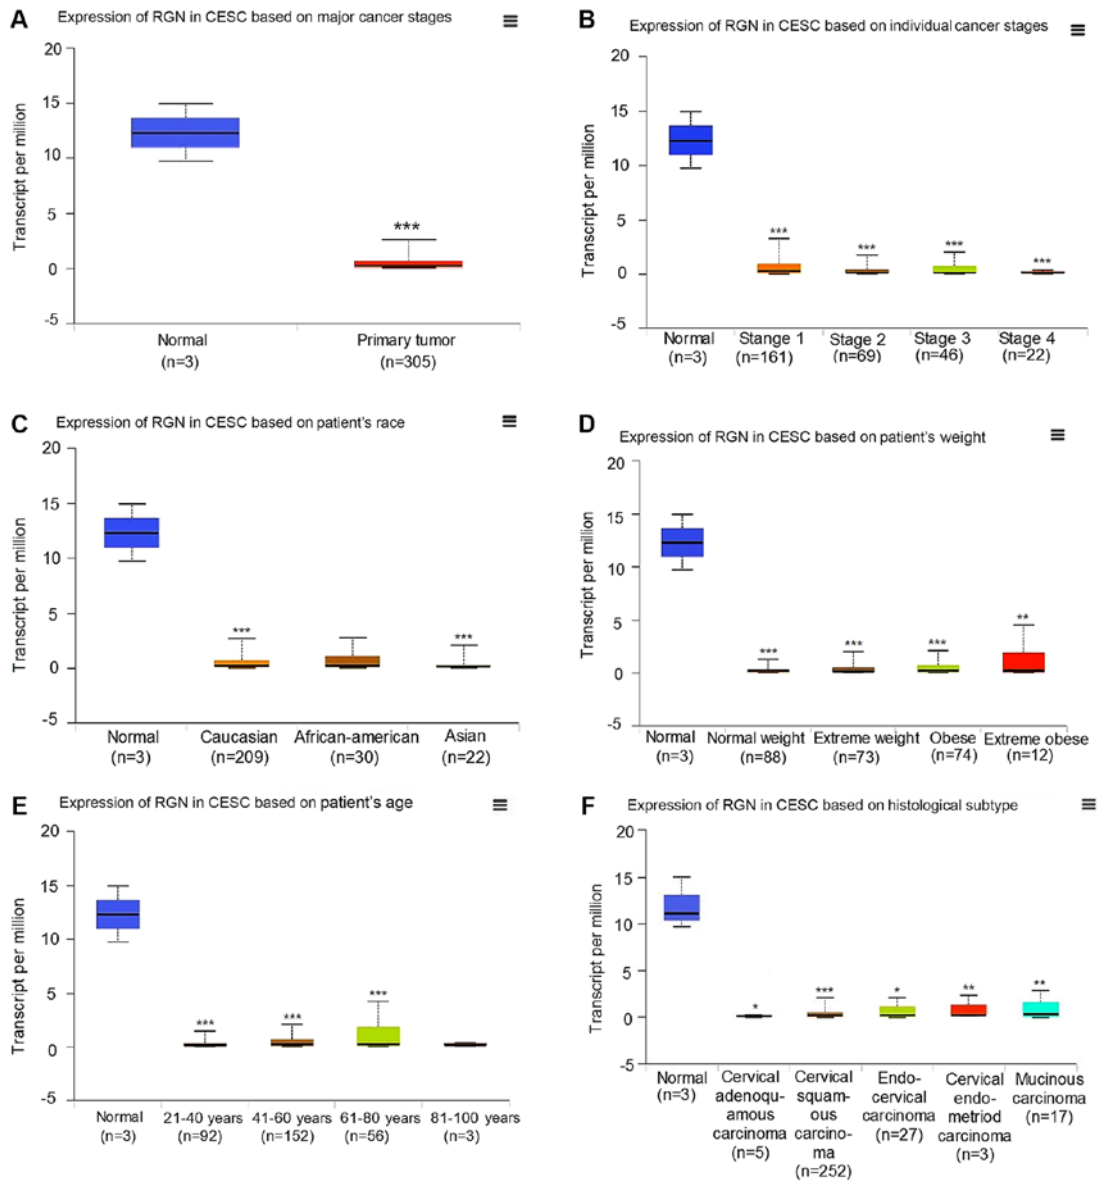 A Expression of RGN in CESC based on major cancer stages
Transcript per million
20
15
10
5
0
-5
***
Normal
(n=3)
Primary tumor
(n=305)
B Expression of RGN in CESC based on individual cancer stages
Transcript per million
20
15
10
5
0
-5
***
***
***
***
Normal
(n=3)
Stange 1
(n=161)
Stage 2
(n=69)
Stage 3
(n=46)
Stage 4
(n=22)
C Expression of RGN in CESC based on patient's race
Transcript per million
20
15
10
5
0
-5
***
***
Normal
(n=3)
Caucasian
(n=209)
African-american
(n=30)
Asian
(n=22)
D Expression of RGN in CESC based on patient's weight
Transcript per million
20
15
10
5
0
-5
***
***
***
**
Normal
(n=3)
Normal weight
(n=88)
Extreme weight
(n=73)
Obese
(n=74)
Extreme obese
(n=12)
E Expression of RGN in CESC based on patient's age
Transcript per million
20
15
10
5
0
-5
***
***
***
Normal
(n=3)
21-40 years
(n=92)
41-60 years
(n=152)
61-80 years
(n=56)
81-100 years
(n=3)
F Expression of RGN in CESC based on histological subtype
Transcript per million
20
15
10
5
0
-5
*
***
*
**
**
Normal
(n=3)
Cervical
adenoqu-
amous
carcinoma
(n=5)
Cervical
squam-
ous
carcino-
ma
(n=252)
Endo-
cervical
carcinoma
(n=27)
Cervical
endo-
metriod
carcinoma
(n=3)
Mucinous
carcinoma
(n=17)